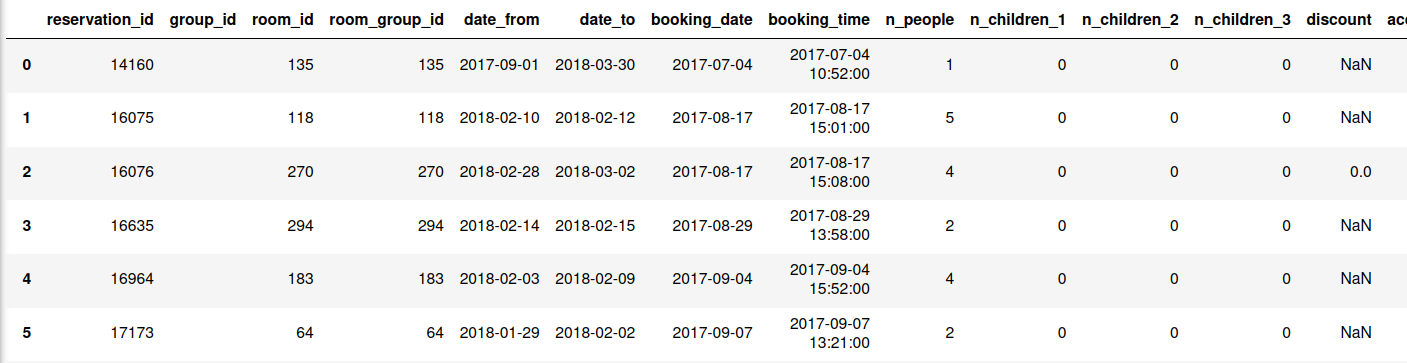 reservation_id group_id room_id room_group_id date_from date_to booking_date booking_time n_people n_children_1 n_children_2 n_children_3 discount acc
0 14160 135 135 2017-09-01 2018-03-30 2017-07-04 2017-07-04 10:52:00 1 0 0 0 NaN
1 16075 118 118 2018-02-10 2018-02-12 2017-08-17 2017-08-17 15:01:00 5 0 0 0 NaN
2 16076 270 270 2018-02-28 2018-03-02 2017-08-17 2017-08-17 15:08:00 4 0 0 0 0.0
3 16635 294 294 2018-02-14 2018-02-15 2017-08-29 2017-08-29 13:58:00 2 0 0 0 NaN
4 16964 183 183 2018-02-03 2018-02-09 2017-09-04 2017-09-04 15:52:00 4 0 0 0 NaN
5 17173 64 64 2018-01-29 2018-02-02 2017-09-07 2017-09-07 13:21:00 2 0 0 0 NaN